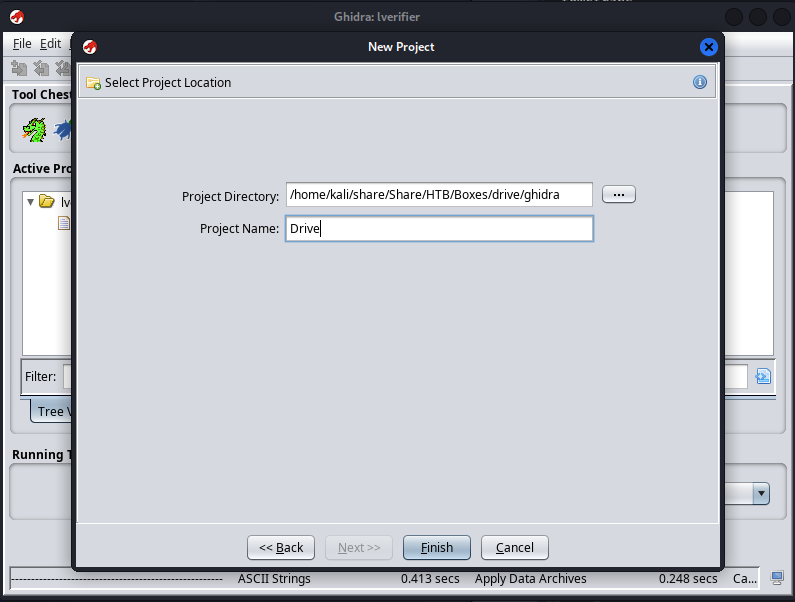 Ghidra: lverifier
File Edit
New Project
Select Project Location
Tool Chest
Active Pro
lve
Project Directory: /home/kali/share/Share/HTB/Boxes/drive/ghidra ...
Project Name: Drive
Filter:
Tree V
Running T
<< Back Next >> Finish Cancel
ASCII Strings 0.413 secs Apply Data Archives 0.248 secs Ca...